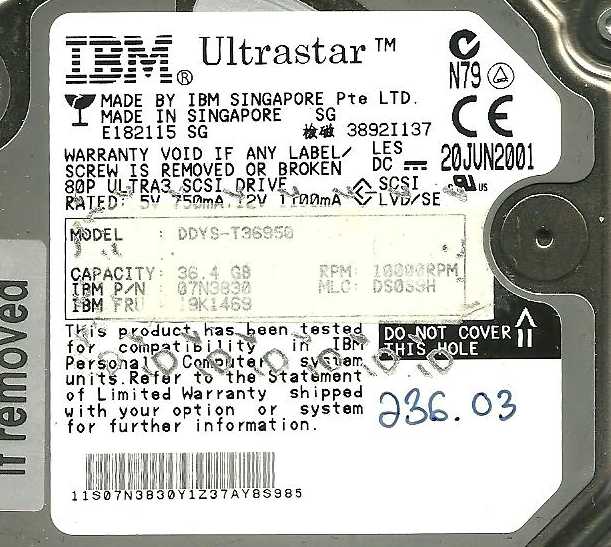 IBM® Ultrastar™
N79
MADE BY IBM SINGAPORE Pte LTD.
MADE IN SINGAPORE SG
E182115 SG 檢磁 3892I137
CE
WARRANTY VOID IF ANY LABEL/
SCREW IS REMOVED OR BROKEN
LES
DC
20JUN2001
80P ULTRA3 SCSI DRIVE
SCSI
US
RATED: 5V 750mA,12V 1100mA
LVD/SE
MODEL : DDYS-T36950
CAPACITY: 36.4 GB RPM: 10000RPM
IBM P/N : 07N3830 MLC:
IBM FRU : 19K1469
This product has been tested
for compatibility in IBM
Personal Computer system
units.Refer to the Statement
of Limited Warranty shipped
with your option or system
for further information.
DO NOT COVER
THIS HOLE
236.03
11S07N3830Y1Z37AY8S985
removed